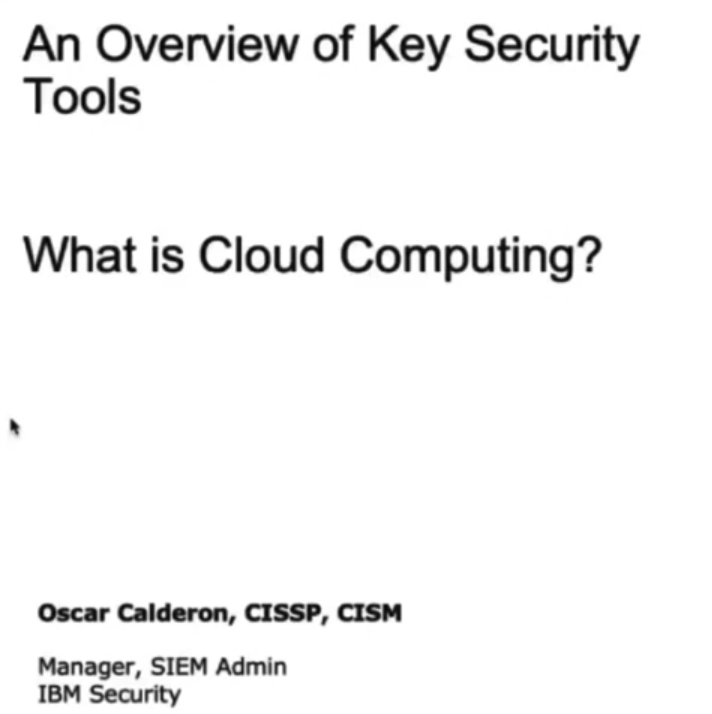 An Overview of Key Security
Tools
What is Cloud Computing?
Oscar Calderon, CISSP, CISM
Manager, SIEM Admin
IBM Security